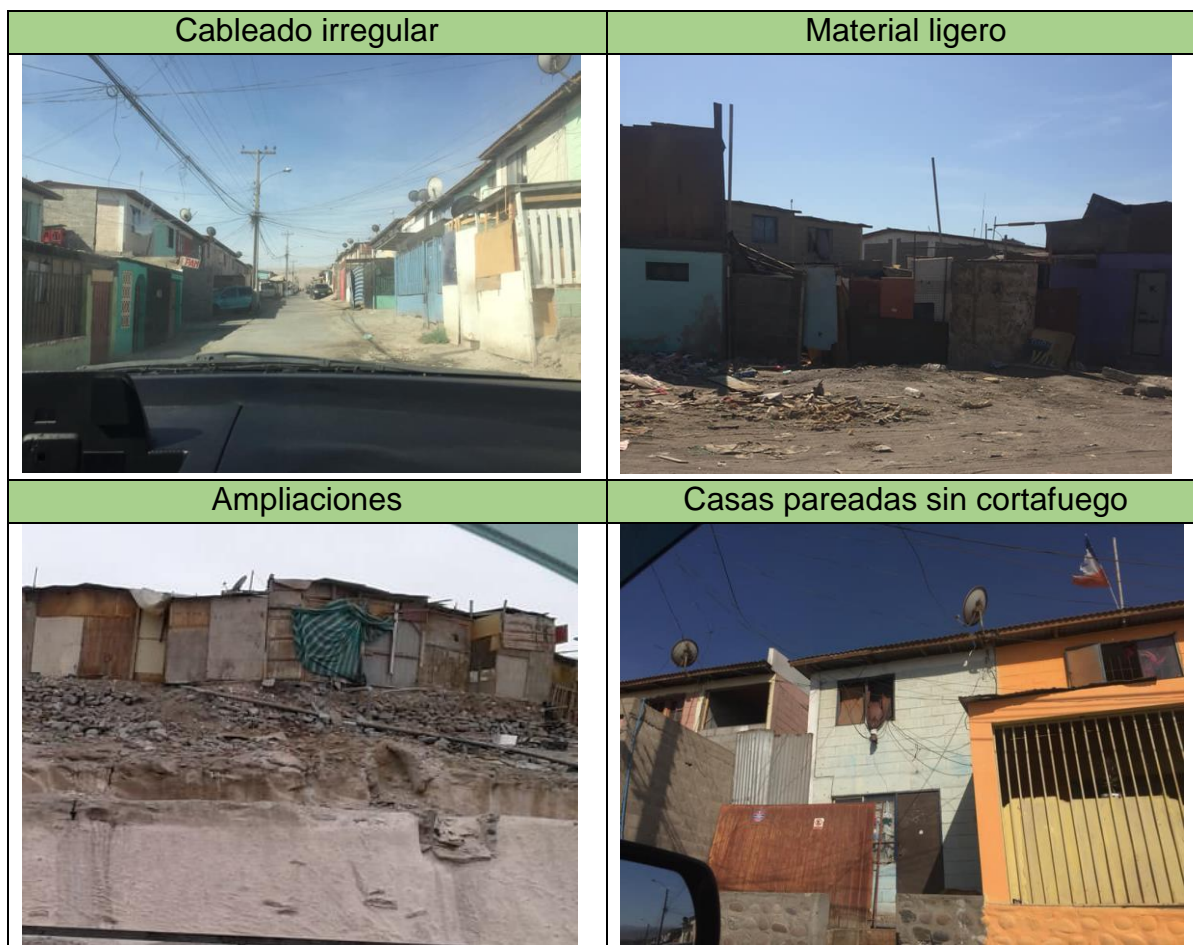 Cableado irregular
Material ligero
Ampliaciones
Casas pareadas sin cortafuego